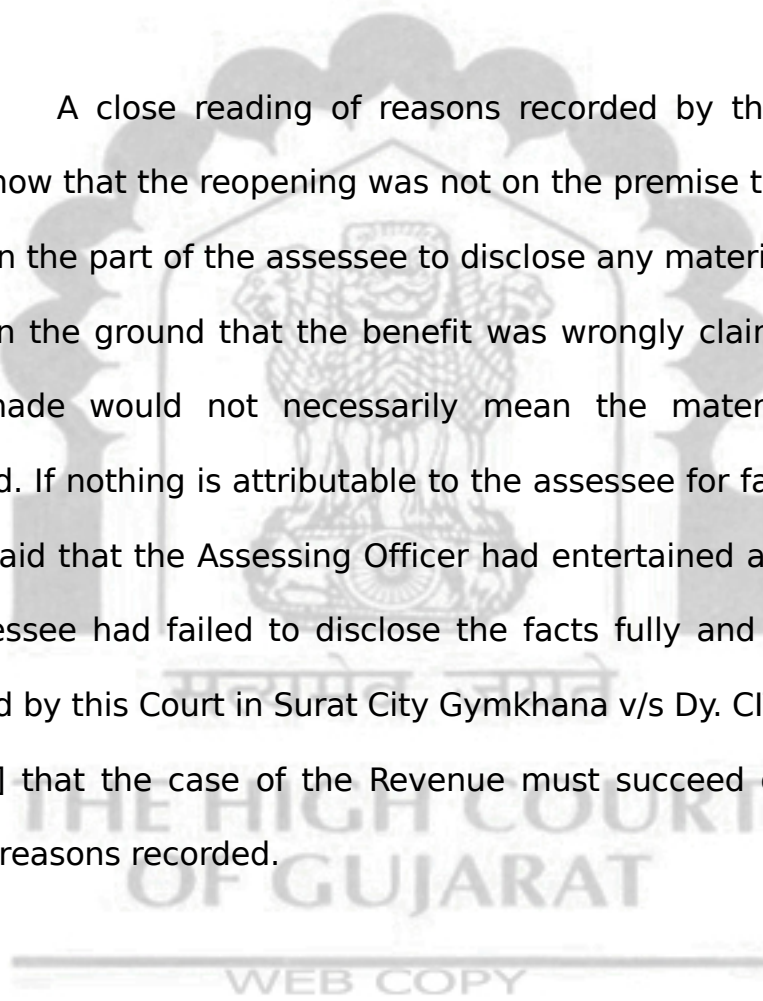 A close reading of reasons recorded by th
now that the reopening was not on the premise t
n the part of the assessee to disclose any materi
n the ground that the benefit was wrongly clai
nade would not necessarily mean the mater
d. If nothing is attributable to the assessee for fa
aid that the Assessing Officer had entertained a
essee had failed to disclose the facts fully and
d by this Court in Surat City Gymkhana v/s Dy. CI
] that the case of the Revenue must succeed
reasons recorded.
सत्यमेव जयते
THE HIGH COURT
OF GUJARAT
WEB COPY